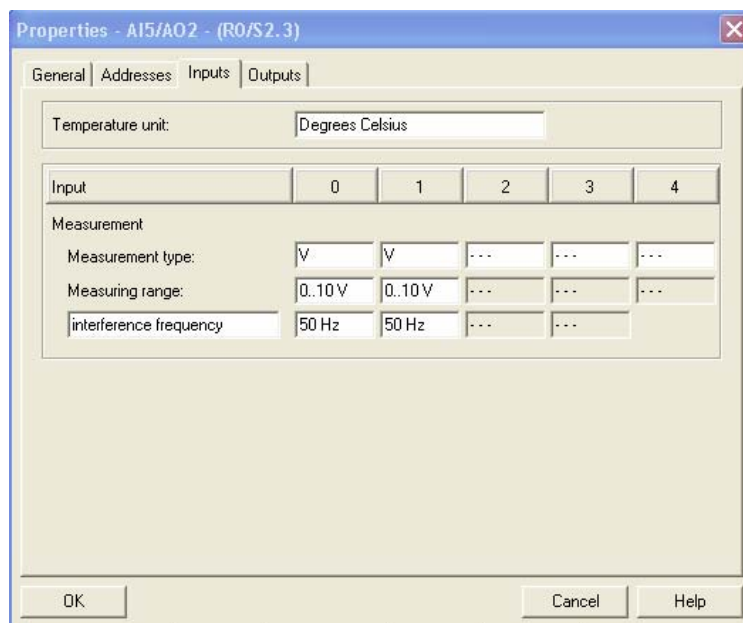 Properties - AI5/AO2 - (R0/S2.3)
General Addresses Inputs Outputs
Temperature unit: Degrees Celsius
Input 0 1 2 3 4
Measurement
Measurement type: V V --- --- ---
Measuring range: 0..10 V 0..10 V --- --- ---
interference frequency 50 Hz 50 Hz --- ---
OK Cancel Help